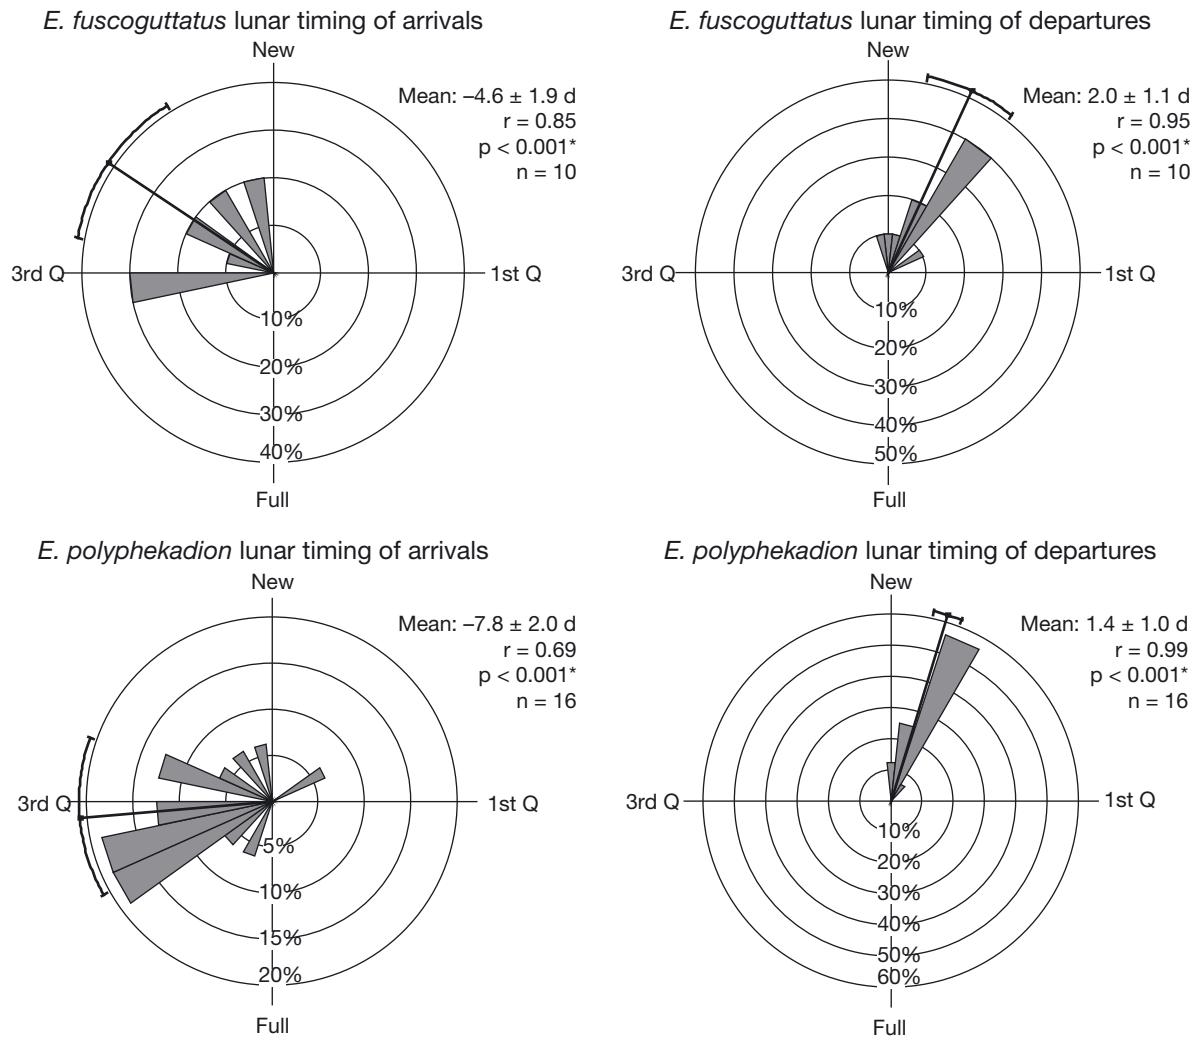 E. fuscoguttatus lunar timing of arrivals
New
Mean: –4.6 ± 1.9 d
r = 0.85
p < 0.001*
n = 10
3rd Q
1st Q
10%
20%
30%
40%
Full
E. fuscoguttatus lunar timing of departures
New
Mean: 2.0 ± 1.1 d
r = 0.95
p < 0.001*
n = 10
3rd Q
1st Q
10%
20%
30%
40%
50%
Full
E. polyphekadion lunar timing of arrivals
New
Mean: –7.8 ± 2.0 d
r = 0.69
p < 0.001*
n = 16
3rd Q
1st Q
5%
10%
15%
20%
Full
E. polyphekadion lunar timing of departures
New
Mean: 1.4 ± 1.0 d
r = 0.99
p < 0.001*
n = 16
3rd Q
1st Q
10%
20%
30%
40%
50%
60%
Full